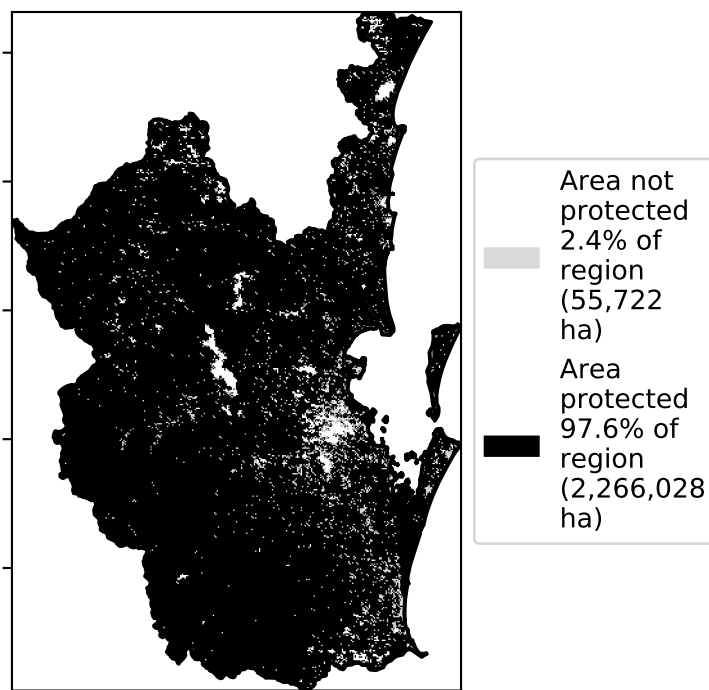 Area not
protected
2.4% of
region
(55,722
ha)
Area
protected
97.6% of
region
(2,266,028
ha)